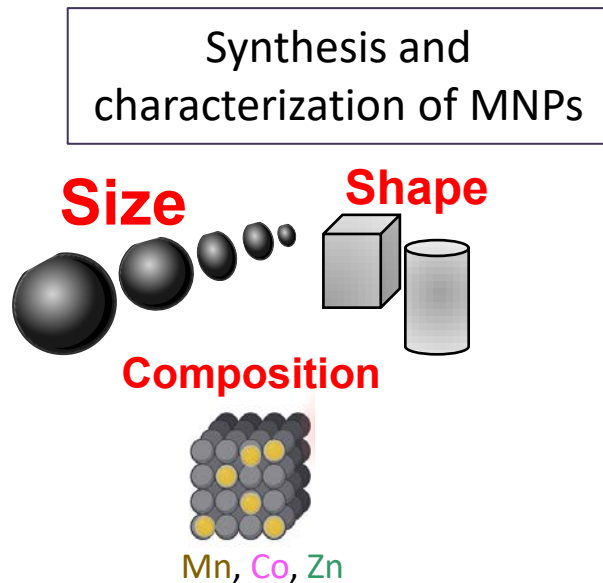 Synthesis and
characterization of MNPs
Size
Shape
Composition
Mn, Co, Zn